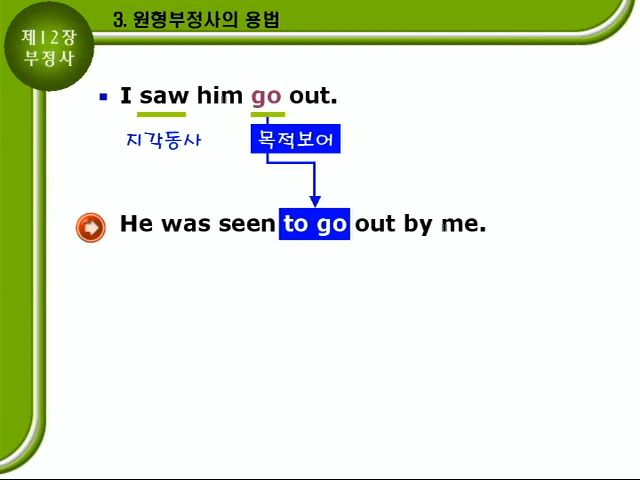 3. 원형부정사의 용법
제12장
부정사
I saw him go out.
지각동사 목적보어
He was seen to go out by me.